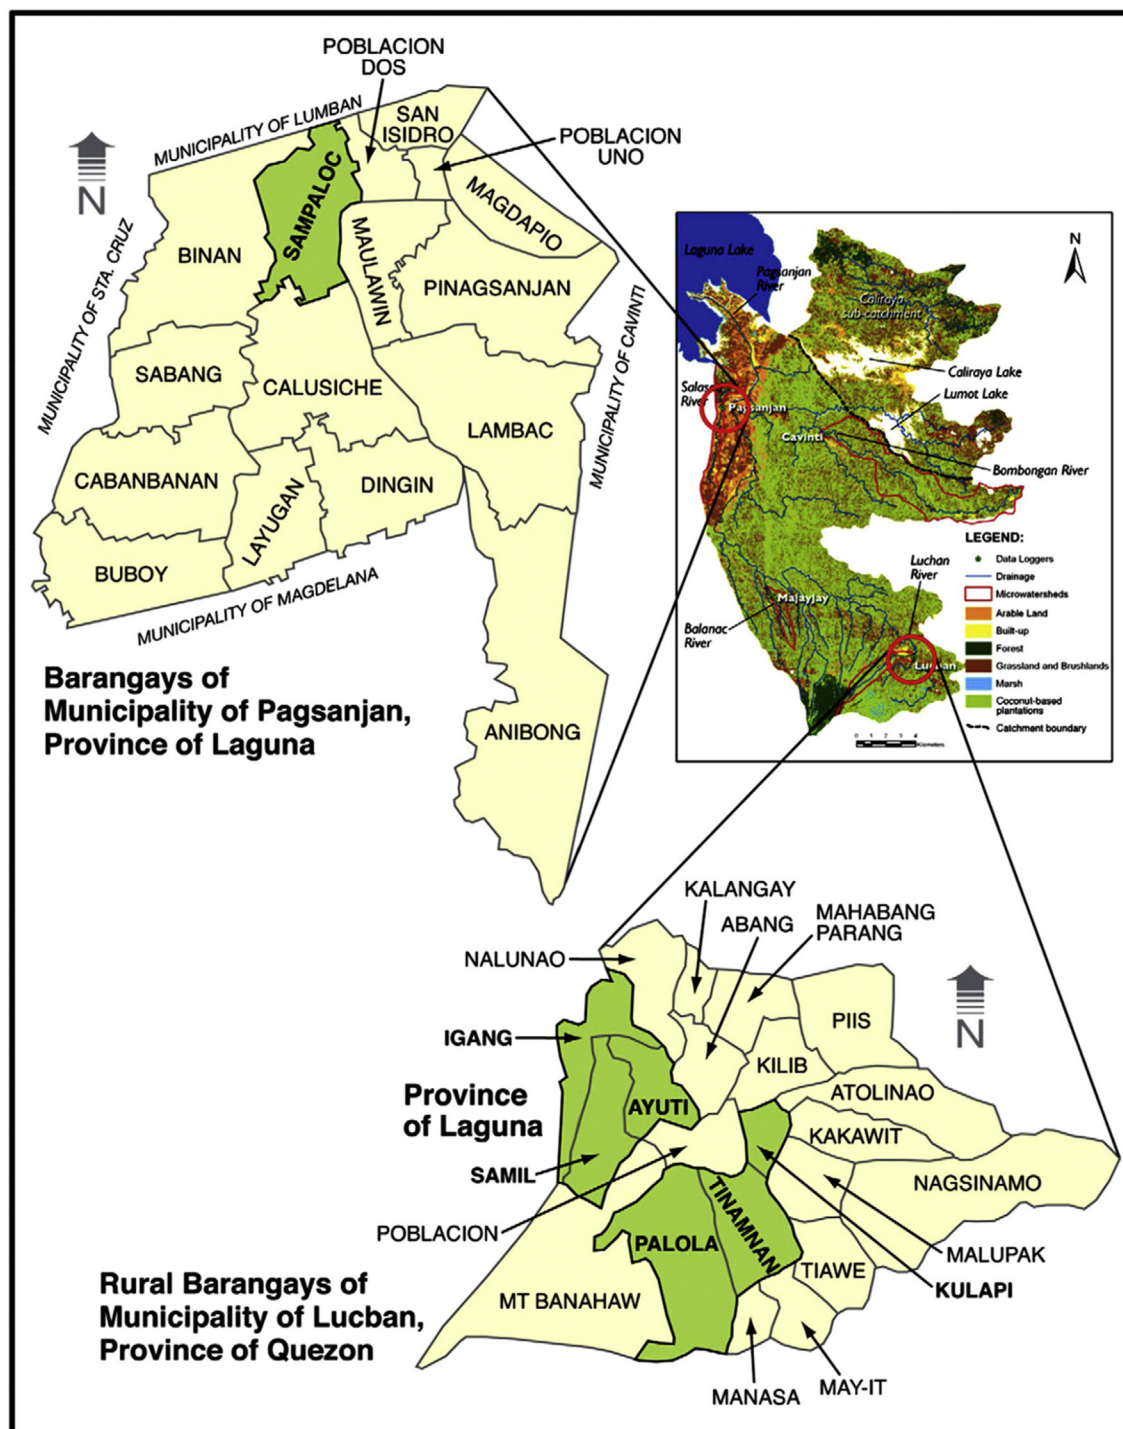 POBLACION
DOS
MUNICIPALITY OF LUMBAN
SAN
ISIDRO
POBLACION
UNO
N
SAMPALOC
MAGDAPIO
MUNICIPALITY OF STA. CRUZ
BINAN
MAULAWIN
PINAGSANJAN
MUNICIPALITY OF CAVINTI
SABANG
CALUSICHE
LAMBAC
CABANBANAN
LAYUGAN
DINGIN
BUBOY
MUNICIPALITY OF MAGDELANA
ANIBONG
Barangays of
Municipality of Pagsanjan,
Province of Laguna
Laguna Lake
N
Pagsanjan
River
Caliraya
sub-catchment
Caliraya Lake
Lumot Lake
Salasa
River
Pagsanjan
Cavinti
Bombongan River
Luchan
River
Majayjay
Balanac
River
Lucban
LEGEND:
Data Loggers
Drainage
Microwatersheds
Arable Land
Built-up
Forest
Grassland and Brushlands
Marsh
Coconut-based
plantations
Catchment boundary
0 1 2 3 4
Kilometers
KALANGAY
ABANG
MAHABANG
PARANG
NALUNAO
N
PIIS
IGANG
KILIB
ATOLINAO
Province
of Laguna
AYUTI
KAKAWIT
SAMIL
NAGSINAMO
POBLACION
TINAMNAN
PALOLA
MALUPAK
TIAWE
KULAPI
MT BANAHAW
MANASA
MAY-IT
Rural Barangays of
Municipality of Lucban,
Province of Quezon